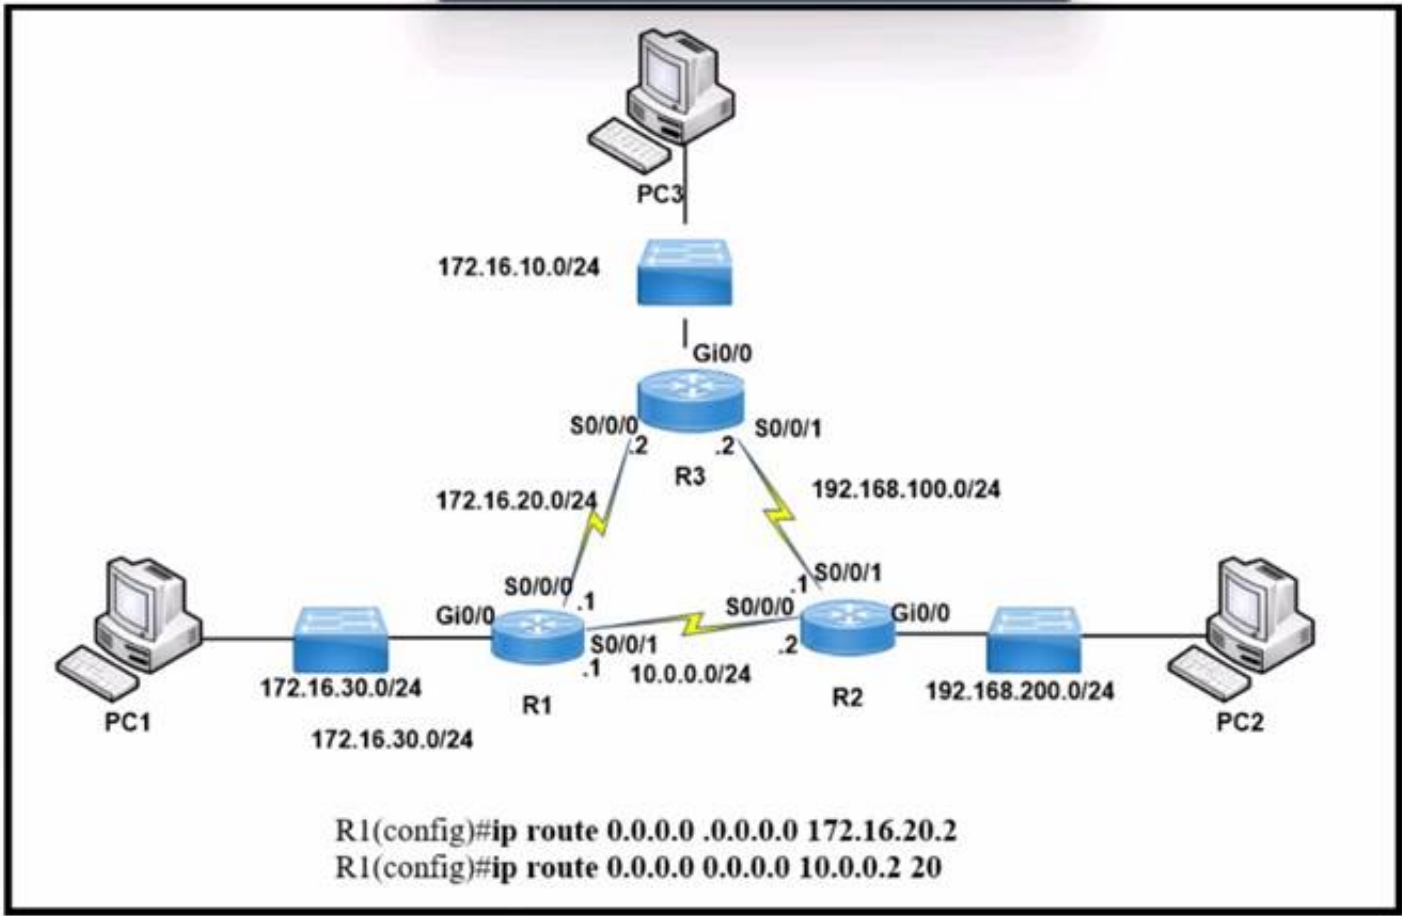 PC3
172.16.10.0/24
Gi0/0
S0/0/0
.2
.2
S0/0/1
R3
172.16.20.0/24
192.168.100.0/24
S0/0/0
.1
.1
S0/0/1
Gi0/0
S0/0/1
.1
S0/0/0
.2
Gi0/0
172.16.30.0/24
10.0.0.0/24
192.168.200.0/24
PC1
R1
R2
PC2
172.16.30.0/24
R1(config)#ip route 0.0.0.0 .0.0.0.0 172.16.20.2
R1(config)#ip route 0.0.0.0 0.0.0.0 10.0.0.2 20